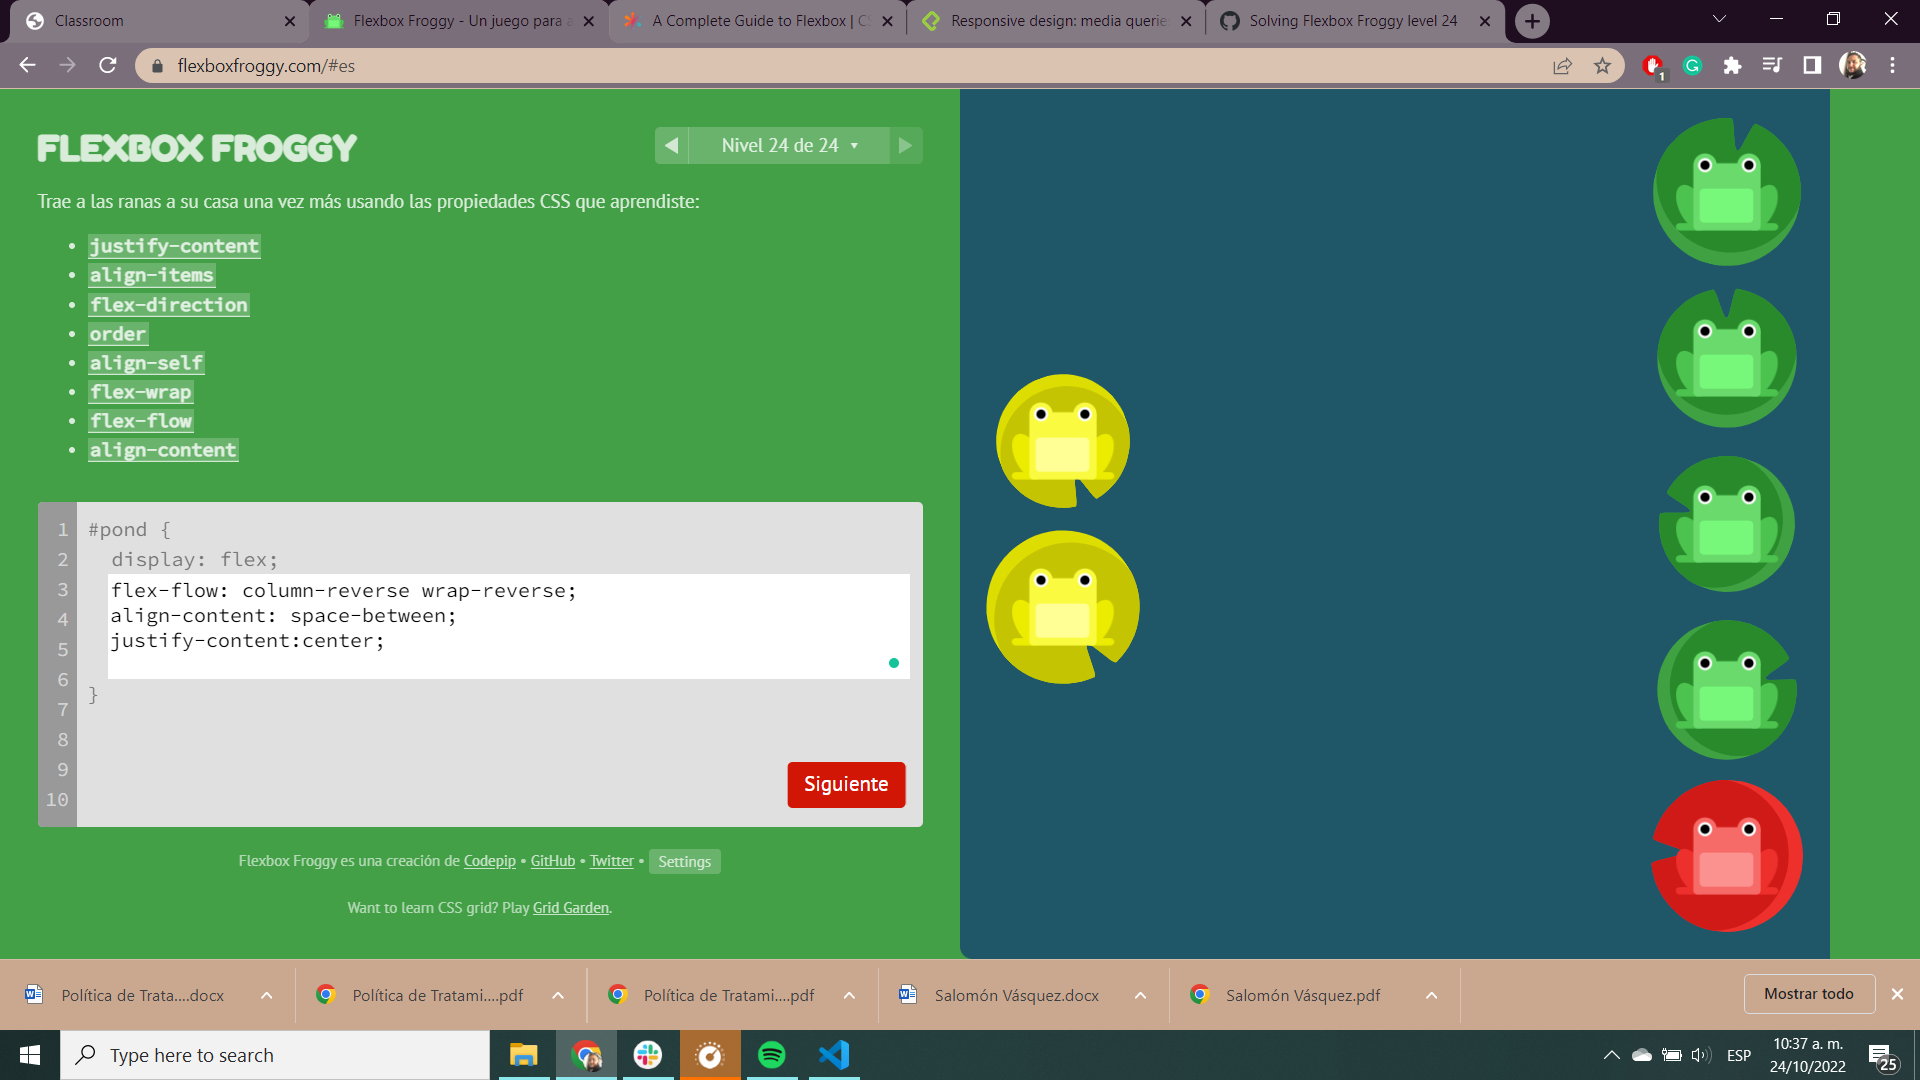 Classroom
Flexbox Froggy - Un juego para a
A Complete Guide to Flexbox | CS
Responsive design: media querie
Solving Flexbox Froggy level 24
flexboxfroggy.com/#es
1
FLEXBOX FROGGY
Nivel 24 de 24
Trae a las ranas a su casa una vez más usando las propiedades CSS que aprendiste:
justify-content
align-items
flex-direction
order
align-self
flex-wrap
flex-flow
align-content
1 #pond {
2 display: flex;
3 flex-flow: column-reverse wrap-reverse;
4 align-content: space-between;
5 justify-content:center;
6 }
7
8
9
10
Siguiente
Flexbox Froggy es una creación de Codepip • GitHub • Twitter • Settings
Want to learn CSS grid? Play Grid Garden.
Política de Trata....docx
Política de Tratami....pdf
Política de Tratami....pdf
Salomón Vásquez.docx
Salomón Vásquez.pdf
Mostrar todo
Type here to search
ESP
10:37 a. m.
24/10/2022
25